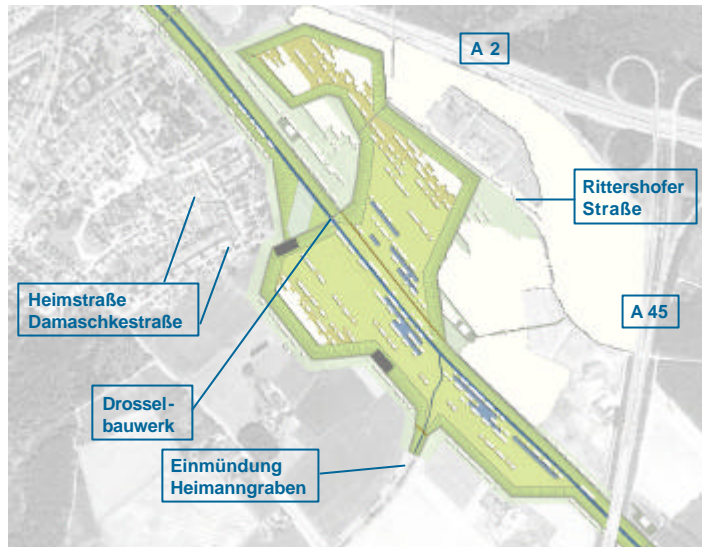 A 2
Rittershofer
Straße
Heimstraße
Damaschkestraße
A 45
Drossel-
bauwerk
Einmündung
Heimanngraben